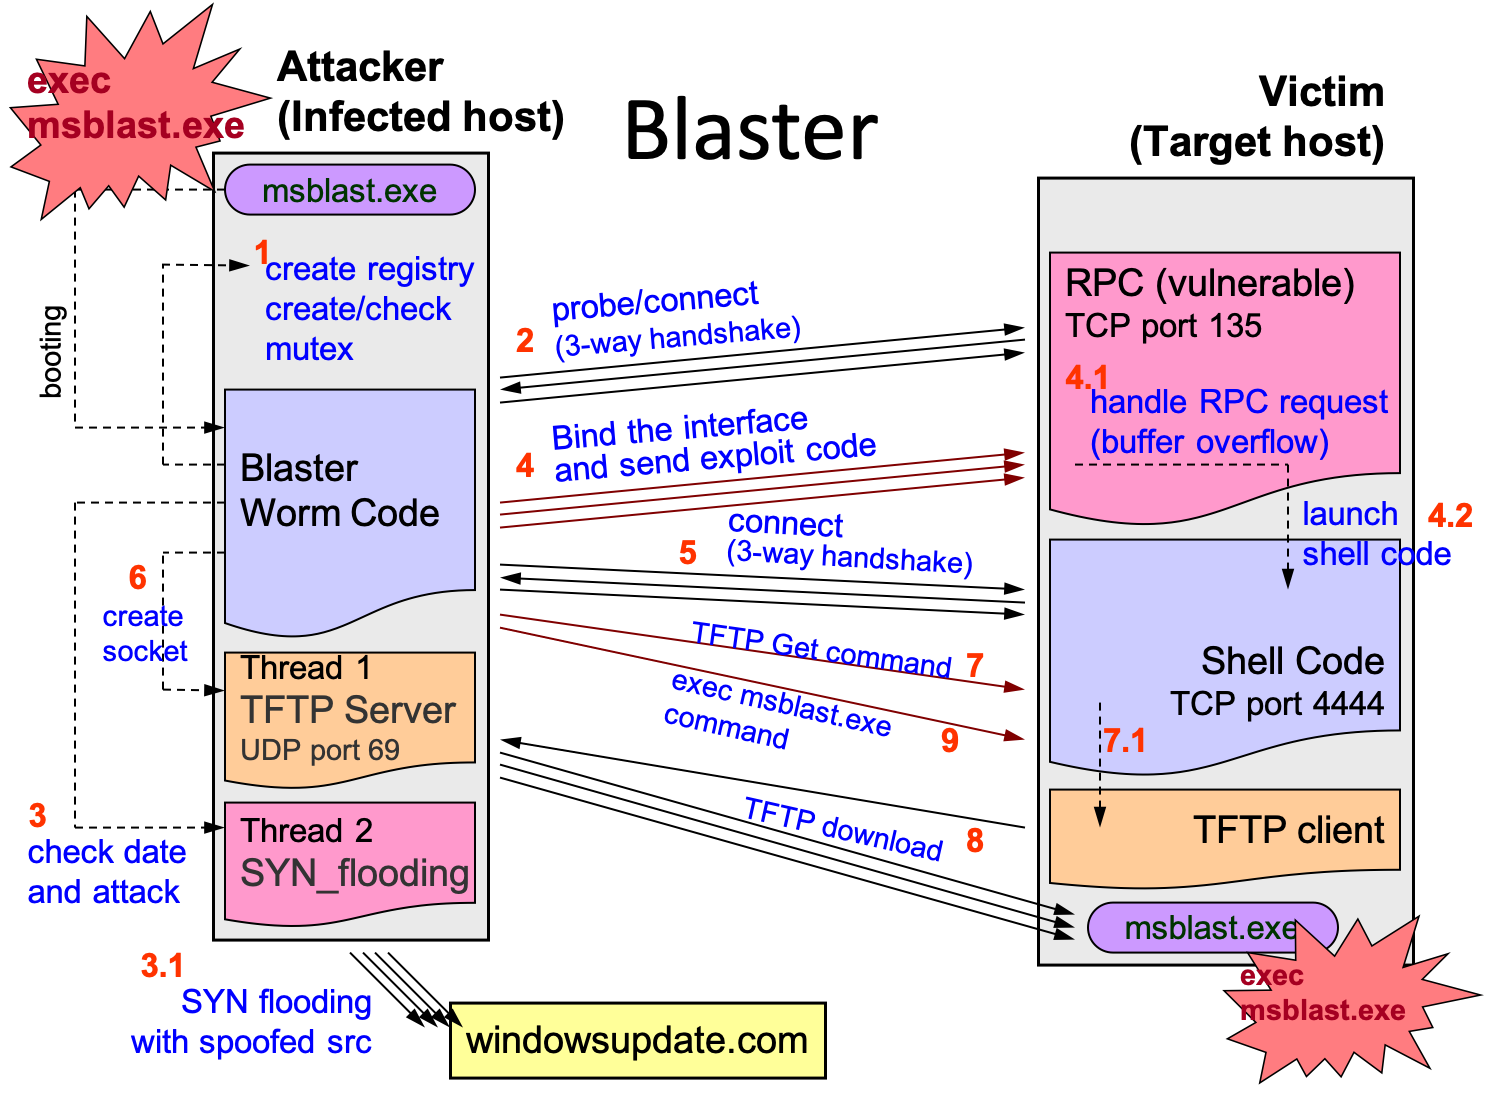 exec
msblast.exe
Attacker
(Infected host)
Blaster
Victim
(Target host)
msblast.exe
1
create registry
create/check
mutex
booting
2
probe/connect
(3-way handshake)
RPC (vulnerable)
TCP port 135
4.1
handle RPC request
(buffer overflow)
4
Bind the interface
and send exploit code
Blaster
Worm Code
4.2
launch
shell code
5
connect
(3-way handshake)
6
create
socket
Thread 1
TFTP Server
UDP port 69
TFTP Get command
7
exec msblast.exe
command
9
Shell Code
TCP port 4444
7.1
3
check date
and attack
Thread 2
SYN_flooding
TFTP download
8
TFTP client
msblast.exe
exec
msblast.exe
3.1
SYN flooding
with spoofed src
windowsupdate.com